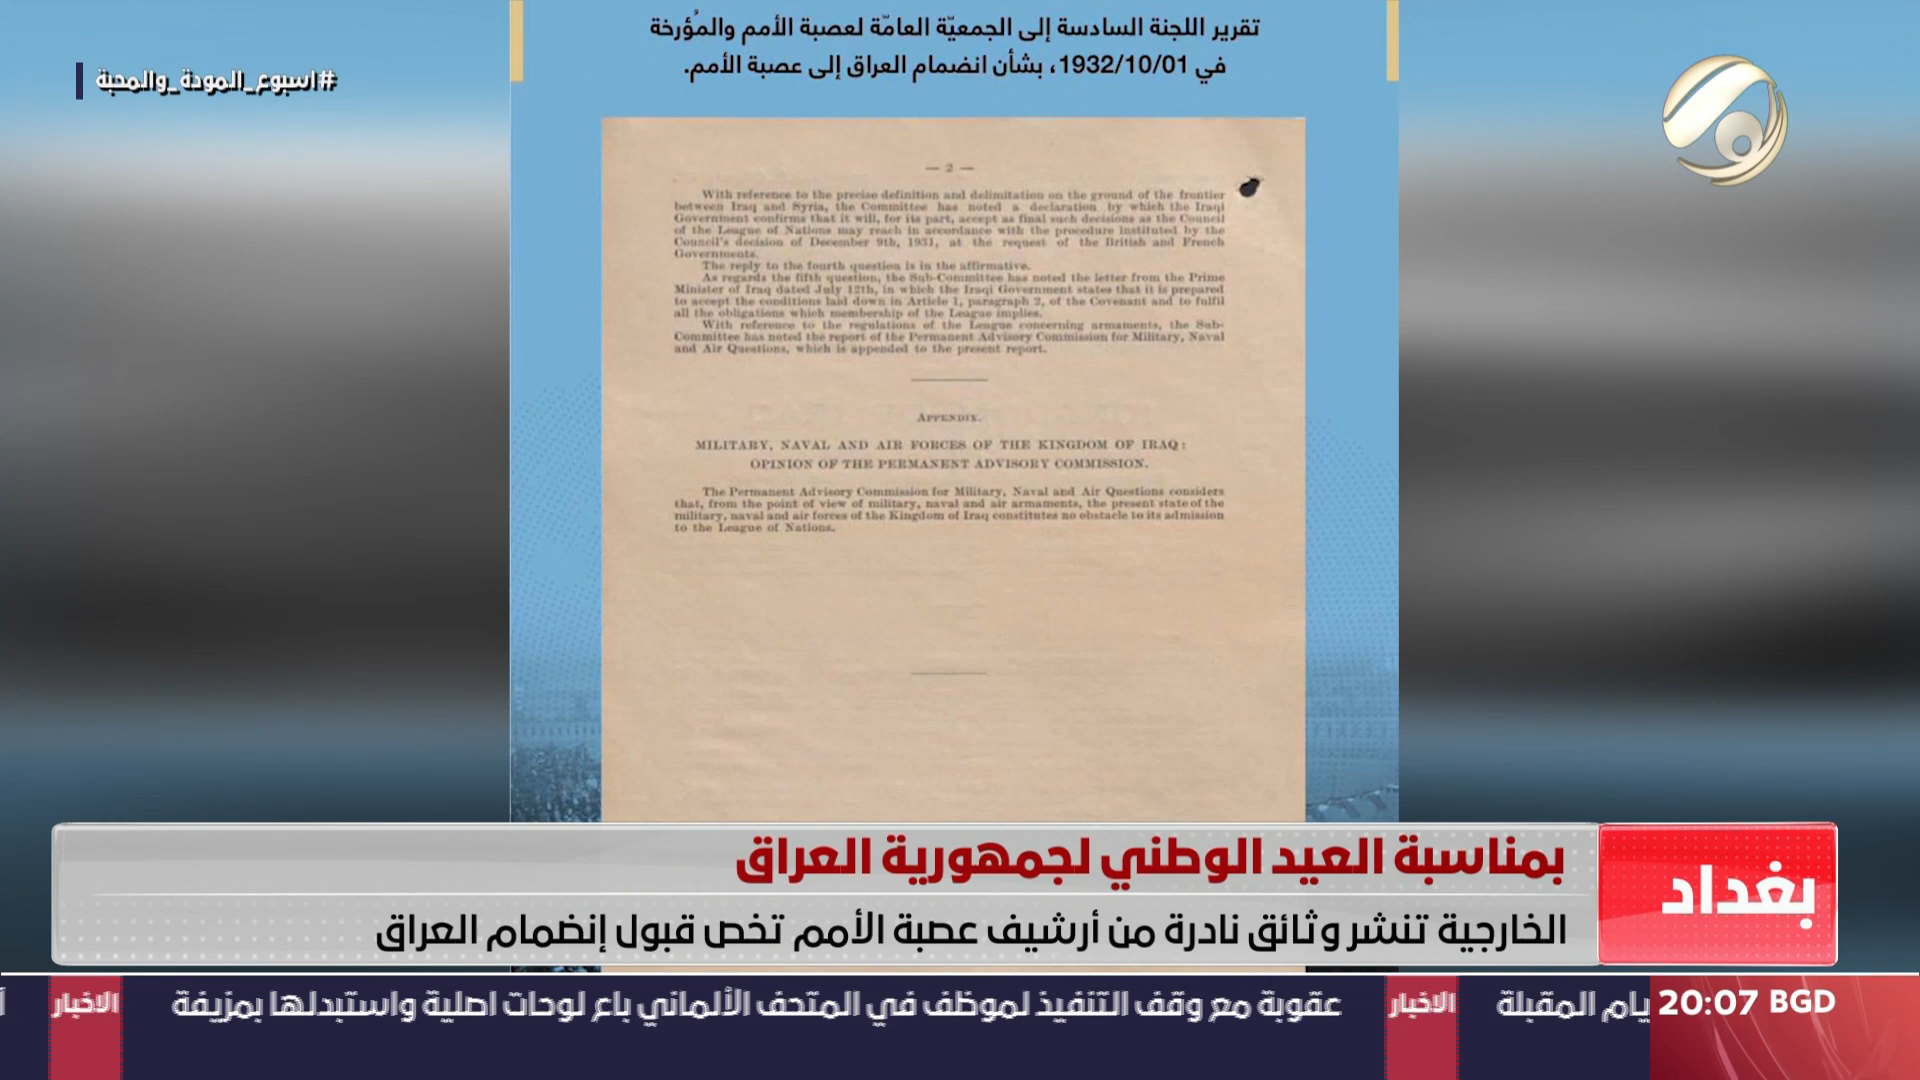 تقرير اللجنة السادسة إلى الجمعيّة العامّة لعصبة الأمم والمُؤرخة
في 1932/10/01، بشأن انضمام العراق إلى عصبة الأمم.
#اسبوع_المودة_والمحبة
— 2 —
With reference to the precise definition and delimitation on the ground of the frontier
between Iraq and Syria, the Committee has noted a declaration by which the Iraqi
Government confirms that it will, for its part, accept as final such decisions as the Council
of the League of Nations may reach in accordance with the procedure instituted by the
Council's decision of December 9th, 1931, at the request of the British and French
Governments.
The reply to the fourth question is in the affirmative.
As regards the fifth question, the Sub-Committee has noted the letter from the Prime
Minister of Iraq dated July 12th, in which the Iraqi Government states that it is prepared
to accept the conditions laid down in Article 1, paragraph 2, of the Covenant and to fulfil
all the obligations which membership of the League implies.
With reference to the regulations of the League concerning armaments, the Sub-
Committee has noted the report of the Permanent Advisory Commission for Military, Naval
and Air Questions, which is appended to the present report.
APPENDIX.
MILITARY, NAVAL AND AIR FORCES OF THE KINGDOM OF IRAQ:
OPINION OF THE PERMANENT ADVISORY COMMISSION.
The Permanent Advisory Commission for Military, Naval and Air Questions considers
that, from the point of view of military, naval and air armaments, the present state of the
military, naval and air forces of the Kingdom of Iraq constitutes no obstacle to its admission
to the League of Nations.
بغداد
بمناسبة العيد الوطني لجمهورية العراق
الخارجية تنشر وثائق نادرة من أرشيف عصبة الأمم تخص قبول إنضمام العراق
20:07 BGD
يام المقبلة الاخبار عقوبة مع وقف التنفيذ لموظف في المتحف الألماني باع لوحات اصلية واستبدلها بمزيفة الاخبار أ